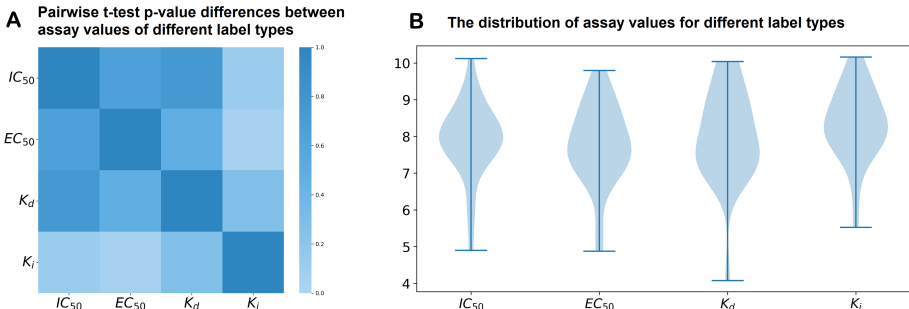 A
Pairwise t-test p-value differences between
assay values of different label types
IC50
EC50
Kd
Ki
IC50 EC50 Kd Ki
1.0
0.8
0.6
0.4
0.2
0.0
B
The distribution of assay values for different label types
10
9
8
7
6
5
4
IC50 EC50 Kd Ki